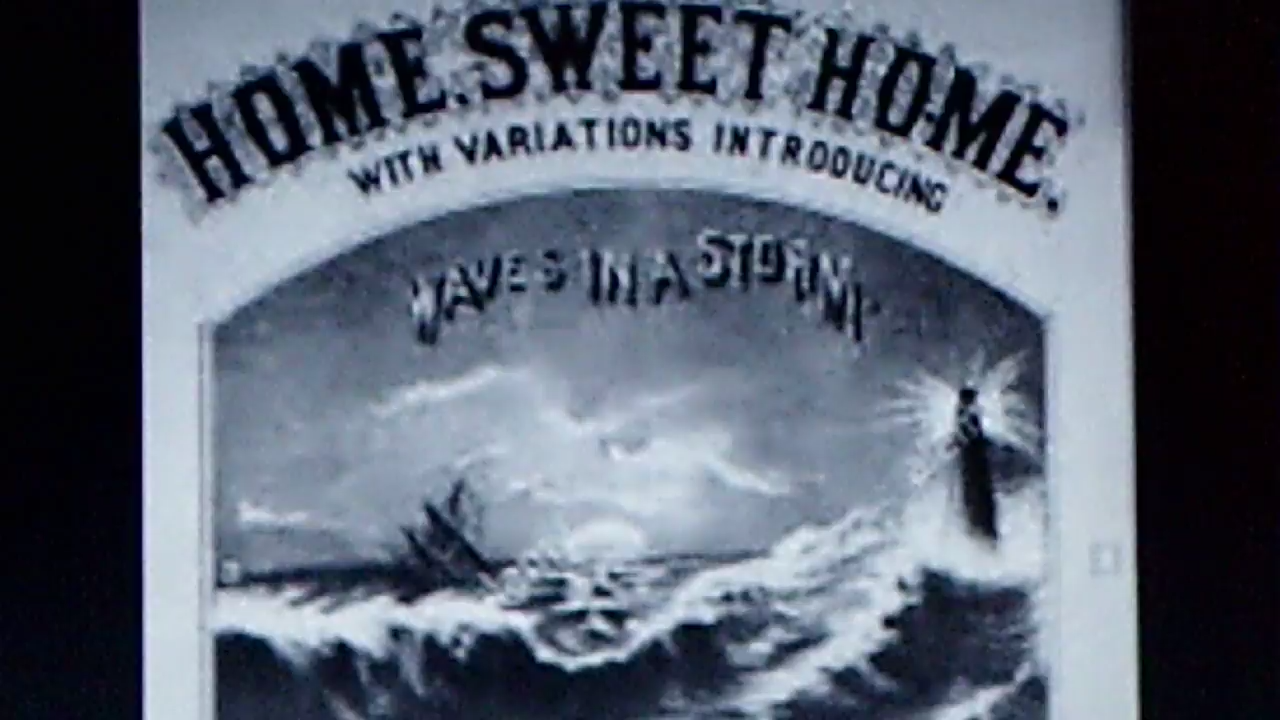 HOME. SWEET HOME.
WITH VARIATIONS INTRODUCING
WAVES IN A STORM.